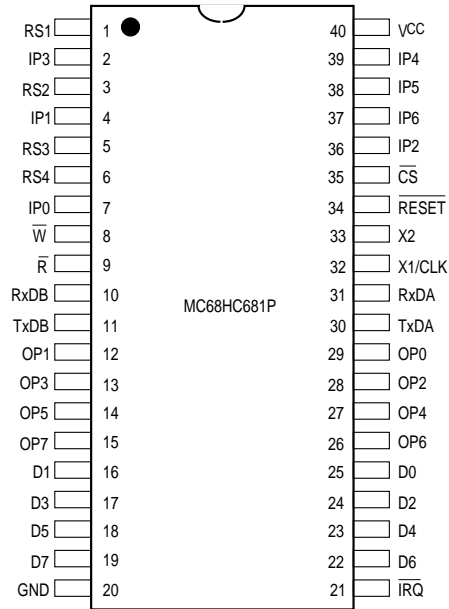 RS1 1 40 VCC
IP3 2 39 IP4
RS2 3 38 IP5
IP1 4 37 IP6
RS3 5 36 IP2
RS4 6 35 C̅S̅
IP0 7 34 R̅E̅S̅E̅T̅
W̅ 8 33 X2
R̅ 9 32 X1/CLK
RxDB 10 31 RxDA
MC68HC681P
TxDB 11 30 TxDA
OP1 12 29 OP0
OP3 13 28 OP2
OP5 14 27 OP4
OP7 15 26 OP6
D1 16 25 D0
D3 17 24 D2
D5 18 23 D4
D7 19 22 D6
GND 20 21 I̅R̅Q̅